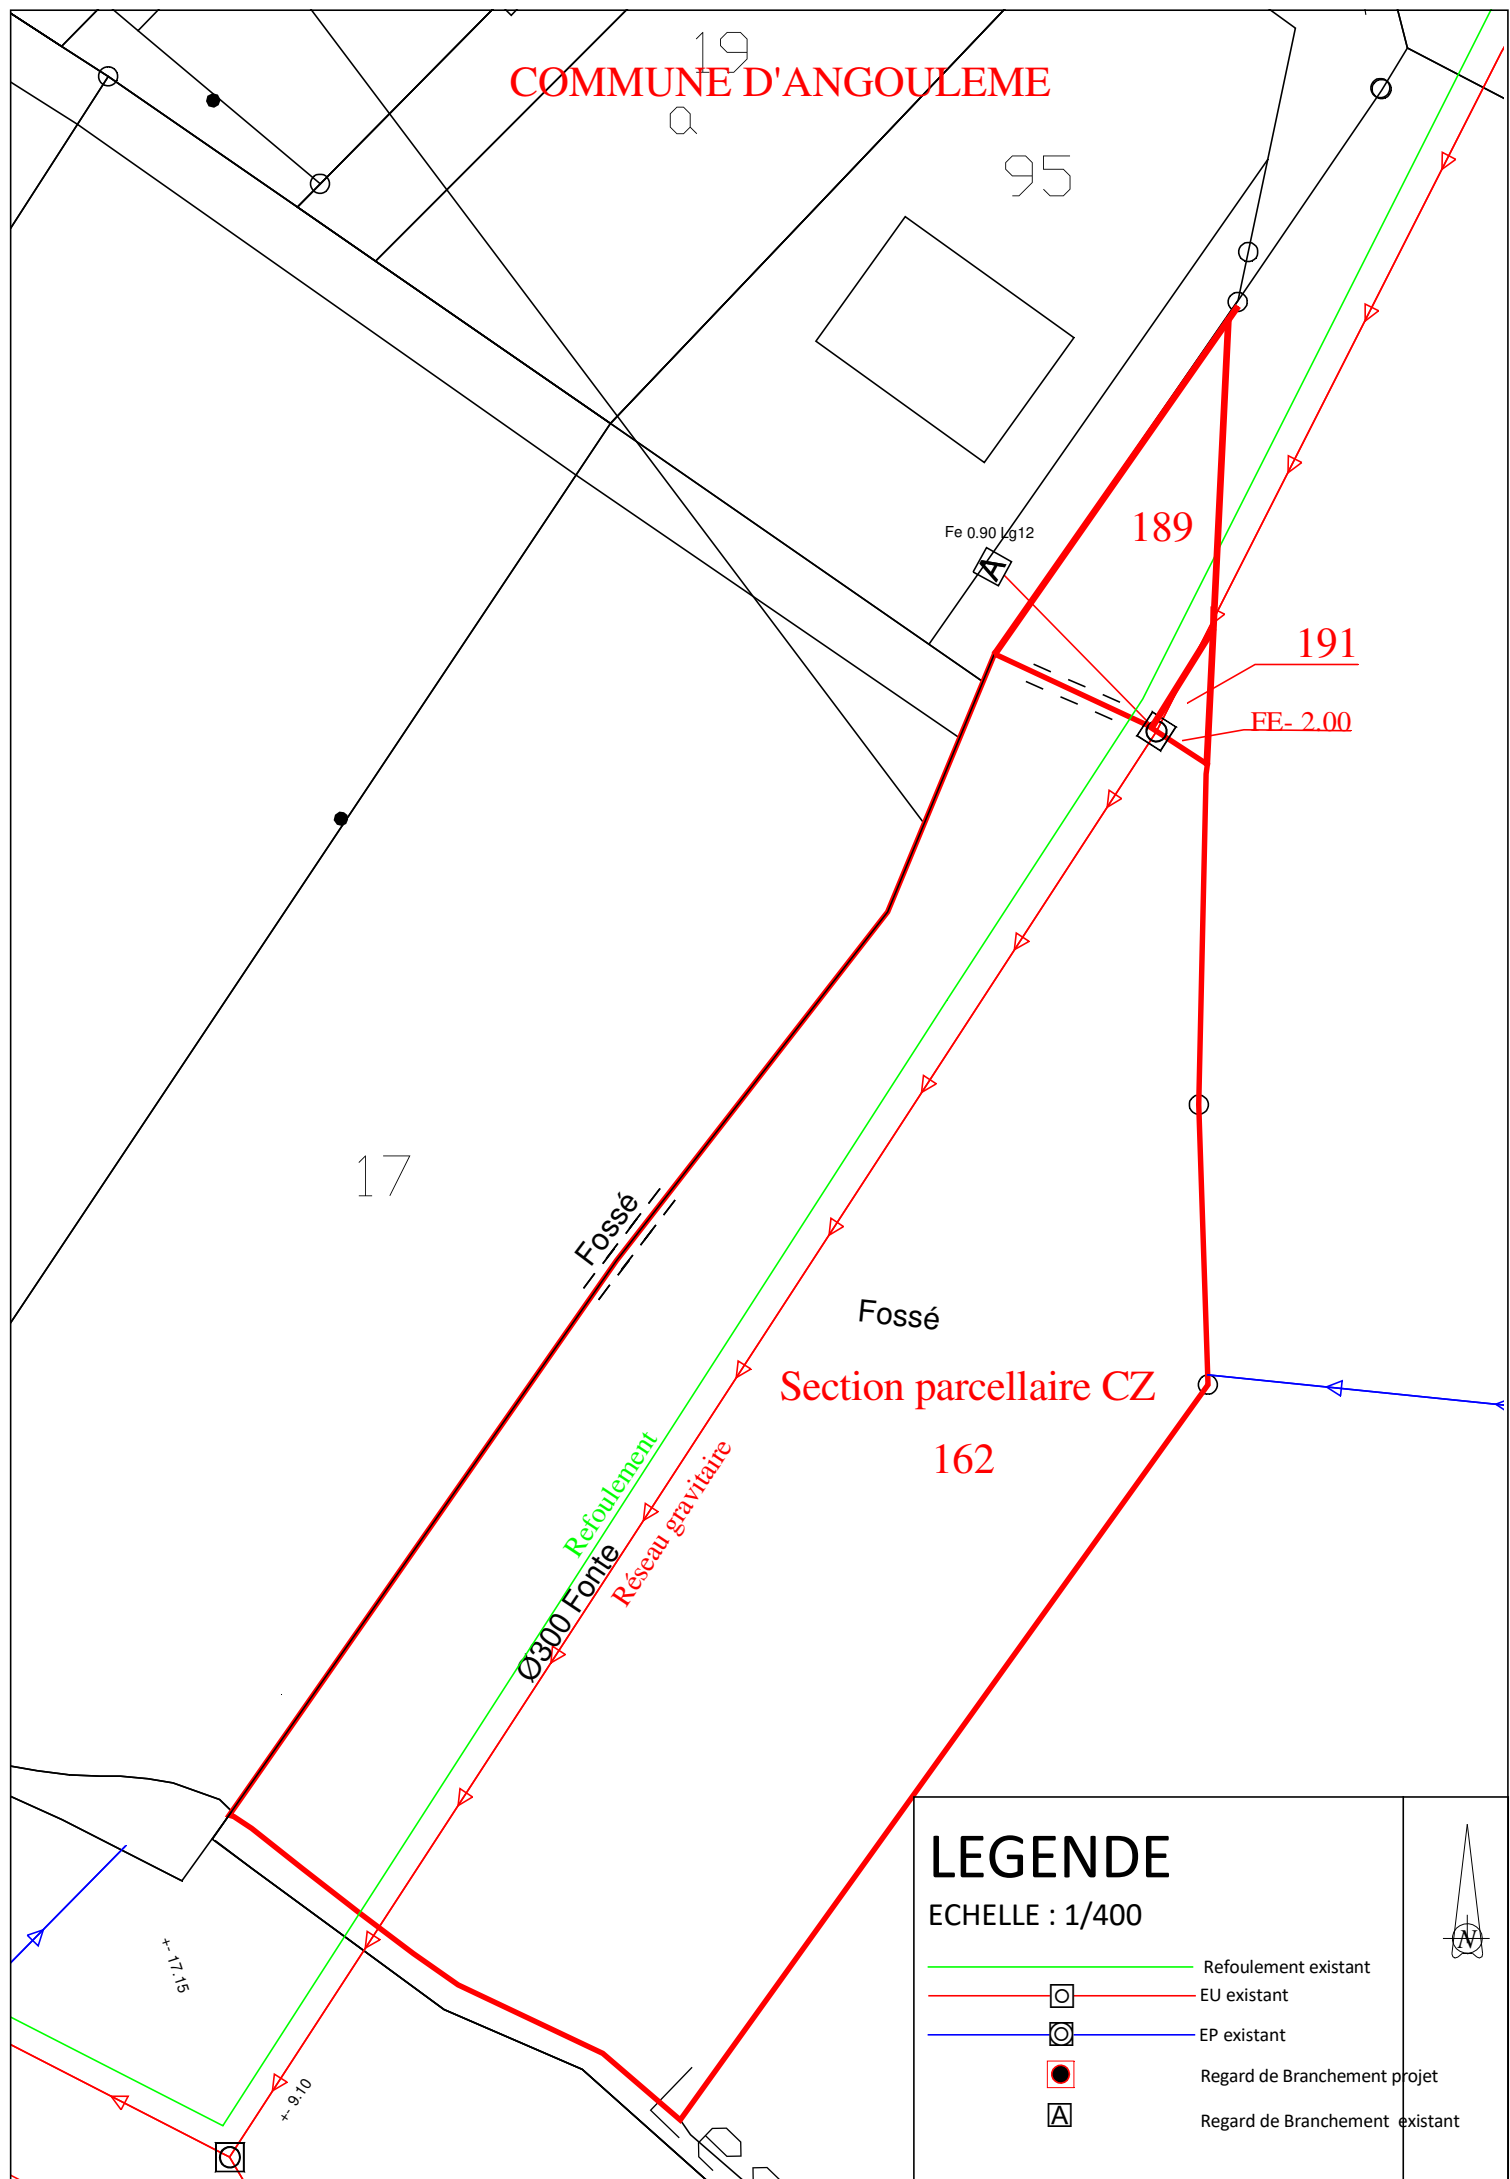 19
COMMUNE D'ANGOULEME
a
95
189
Fe 0.90 Lg12
A
191
FE- 2.00
17
Fossé
Fossé
Section parcellaire CZ
162
Refoulement
Réseau gravitaire
Ø300 Fonte
LEGENDE
ECHELLE : 1/400
N
Refoulement existant
EU existant
EP existant
Regard de Branchement projet
A
Regard de Branchement existant
+- 17.15
+- 9.10